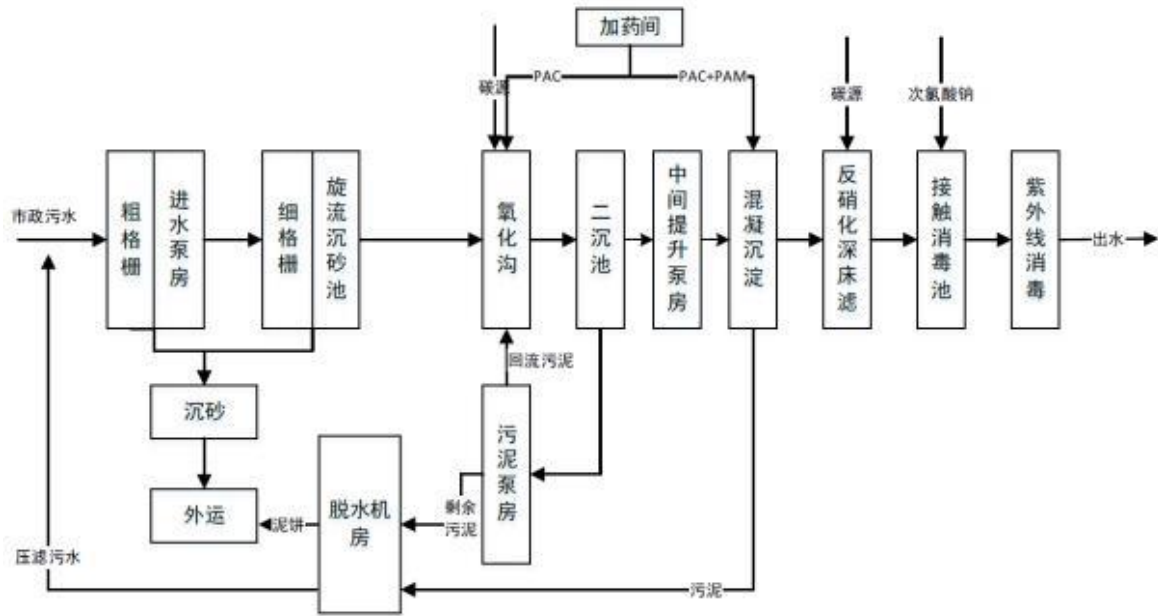 加药间
碳源
PAC
PAC+PAM
碳源
次氯酸钠
市政污水
粗格栅
进水泵房
细格栅
旋流沉砂池
氧化沟
二沉池
中间提升泵房
混凝沉淀
反硝化深床滤
接触消毒池
紫外线消毒
出水
回流污泥
沉砂
污泥泵房
外运
泥饼
脱水机
房
剩余
污泥
压滤污水
污泥